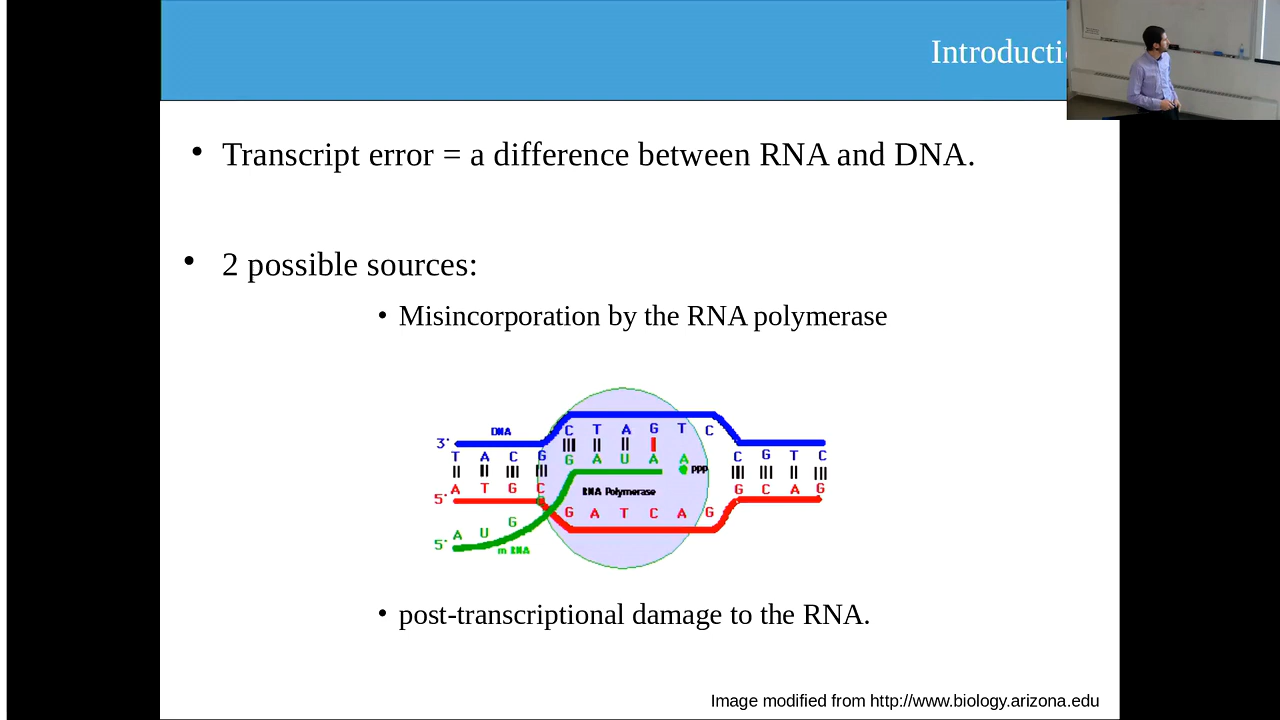 Introducti
• Transcript error = a difference between RNA and DNA.
• 2 possible sources:
• Misincorporation by the RNA polymerase
DNA
C T A G T C
3'
T A C G
G A U A A
PPP
C G T C
5'
A T G C
RNA Polymerase
G C A G
G A T C A G
5'
A U G
m RNA
• post-transcriptional damage to the RNA.
Image modified from http://www.biology.arizona.edu